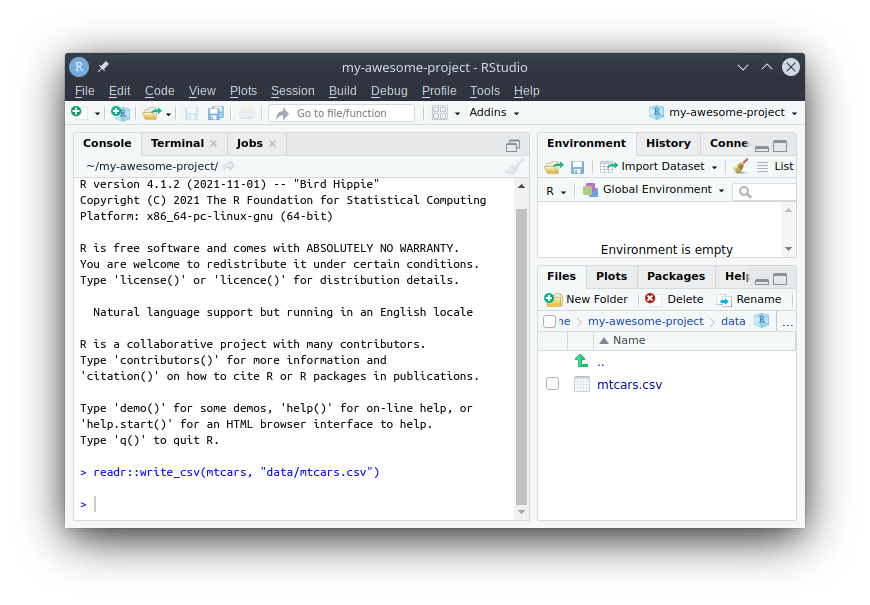 my-awesome-project - RStudio
File Edit Code View Plots Session Build Debug Profile Tools Help
Go to file/function Addins my-awesome-project
Console Terminal Jobs
~/my-awesome-project/
R version 4.1.2 (2021-11-01) -- "Bird Hippie"
Copyright (C) 2021 The R Foundation for Statistical Computing
Platform: x86_64-pc-linux-gnu (64-bit)
R is free software and comes with ABSOLUTELY NO WARRANTY.
You are welcome to redistribute it under certain conditions.
Type 'license()' or 'licence()' for distribution details.
Natural language support but running in an English locale
R is a collaborative project with many contributors.
Type 'contributors()' for more information and
'citation()' on how to cite R or R packages in publications.
Type 'demo()' for some demos, 'help()' for on-line help, or
'help.start()' for an HTML browser interface to help.
Type 'q()' to quit R.
> readr::write_csv(mtcars, "data/mtcars.csv")
>
Environment History Conne
Import Dataset List
R Global Environment
Environment is empty
Files Plots Packages Help
New Folder Delete Rename
ne my-awesome-project data ...
Name
..
mtcars.csv